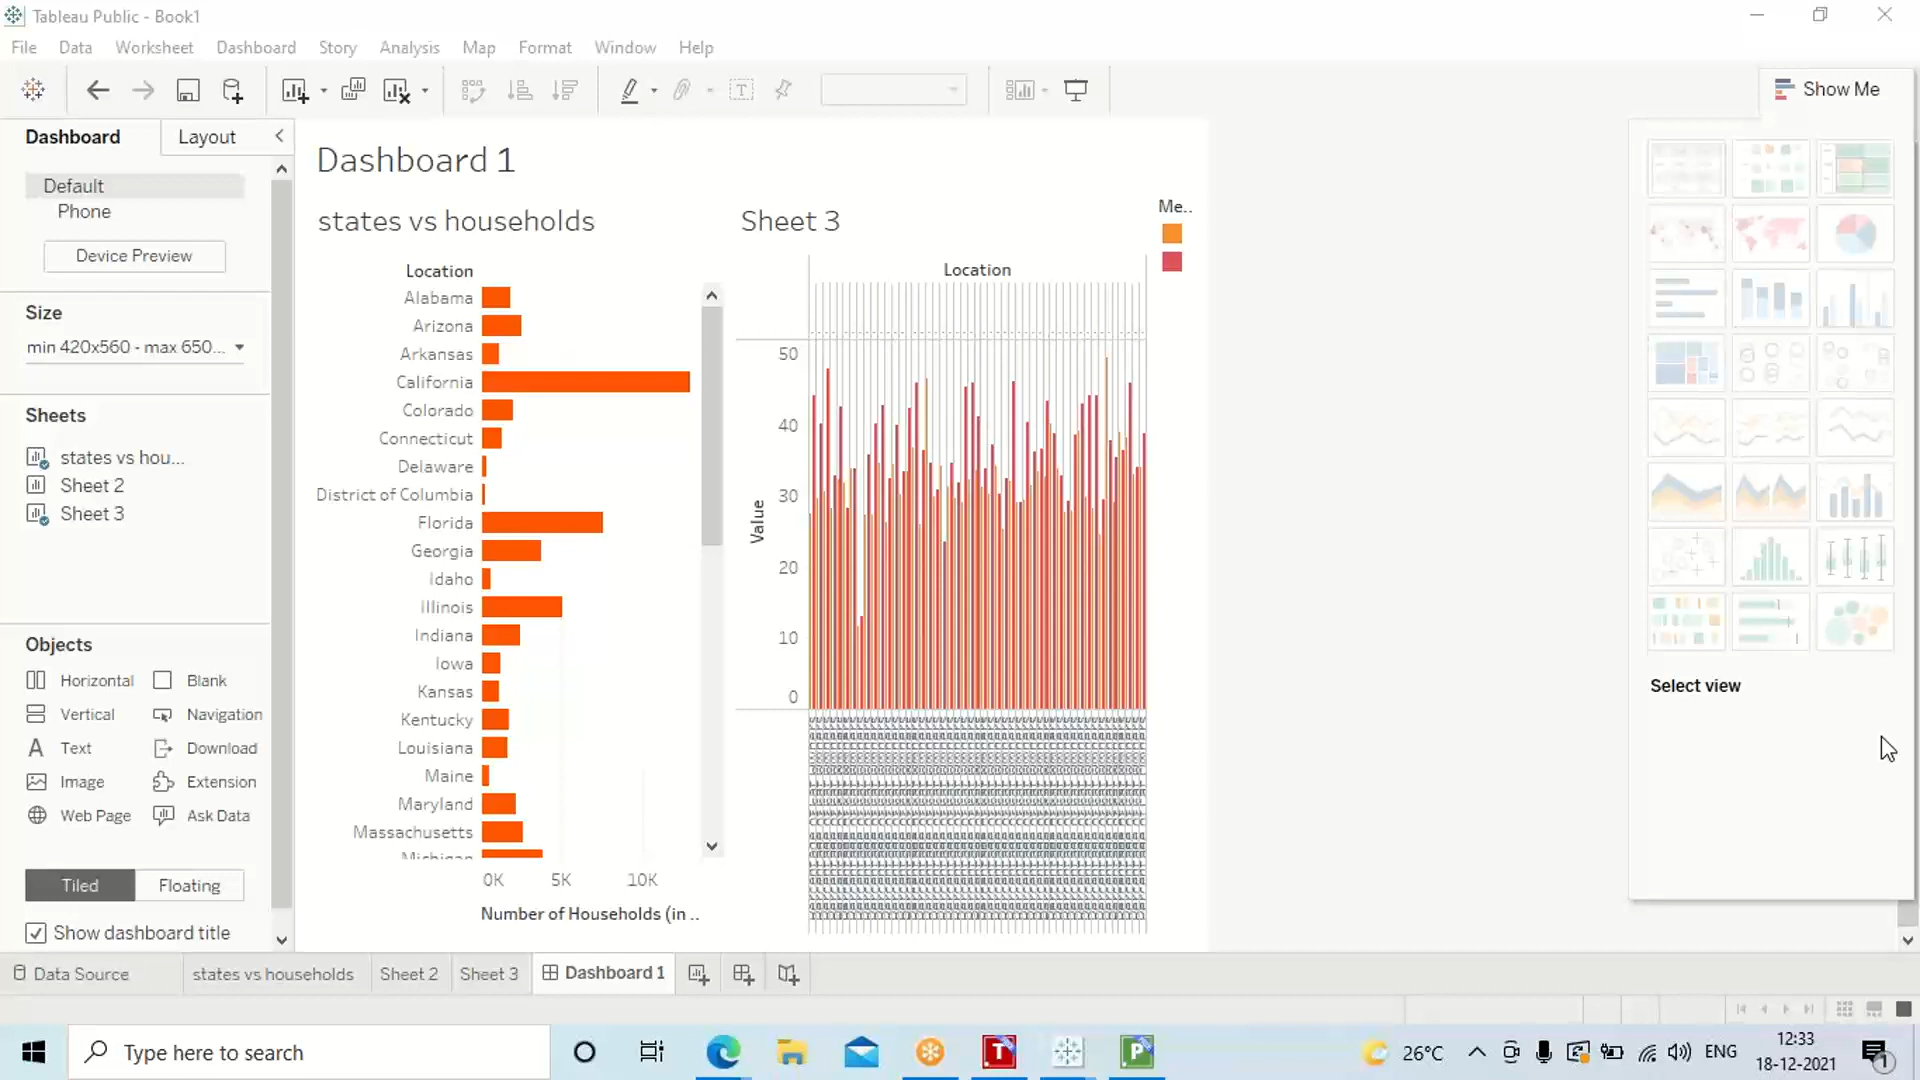 Tableau Public - Book1
File Data Worksheet Dashboard Story Analysis Map Format Window Help
Show Me
Dashboard Layout
Default
Phone
Device Preview
Size
min 420x560 - max 650...
Sheets
states vs hou...
Sheet 2
Sheet 3
Objects
Horizontal Blank
Vertical Navigation
Text Download
Image Extension
Web Page Ask Data
Tiled Floating
Show dashboard title
Dashboard 1
states vs households
Location
Alabama
Arizona
Arkansas
California
Colorado
Connecticut
Delaware
District of Columbia
Florida
Georgia
Idaho
Illinois
Indiana
Iowa
Kansas
Kentucky
Louisiana
Maine
Maryland
Massachusetts
Michigan
0K 5K 10K
Number of Households (in ..
Sheet 3
Location
Value
50
40
30
20
10
0
Me..
Select view
Data Source states vs households Sheet 2 Sheet 3 Dashboard 1
Type here to search
T
P
26°C
ENG
12:33
18-12-2021
1